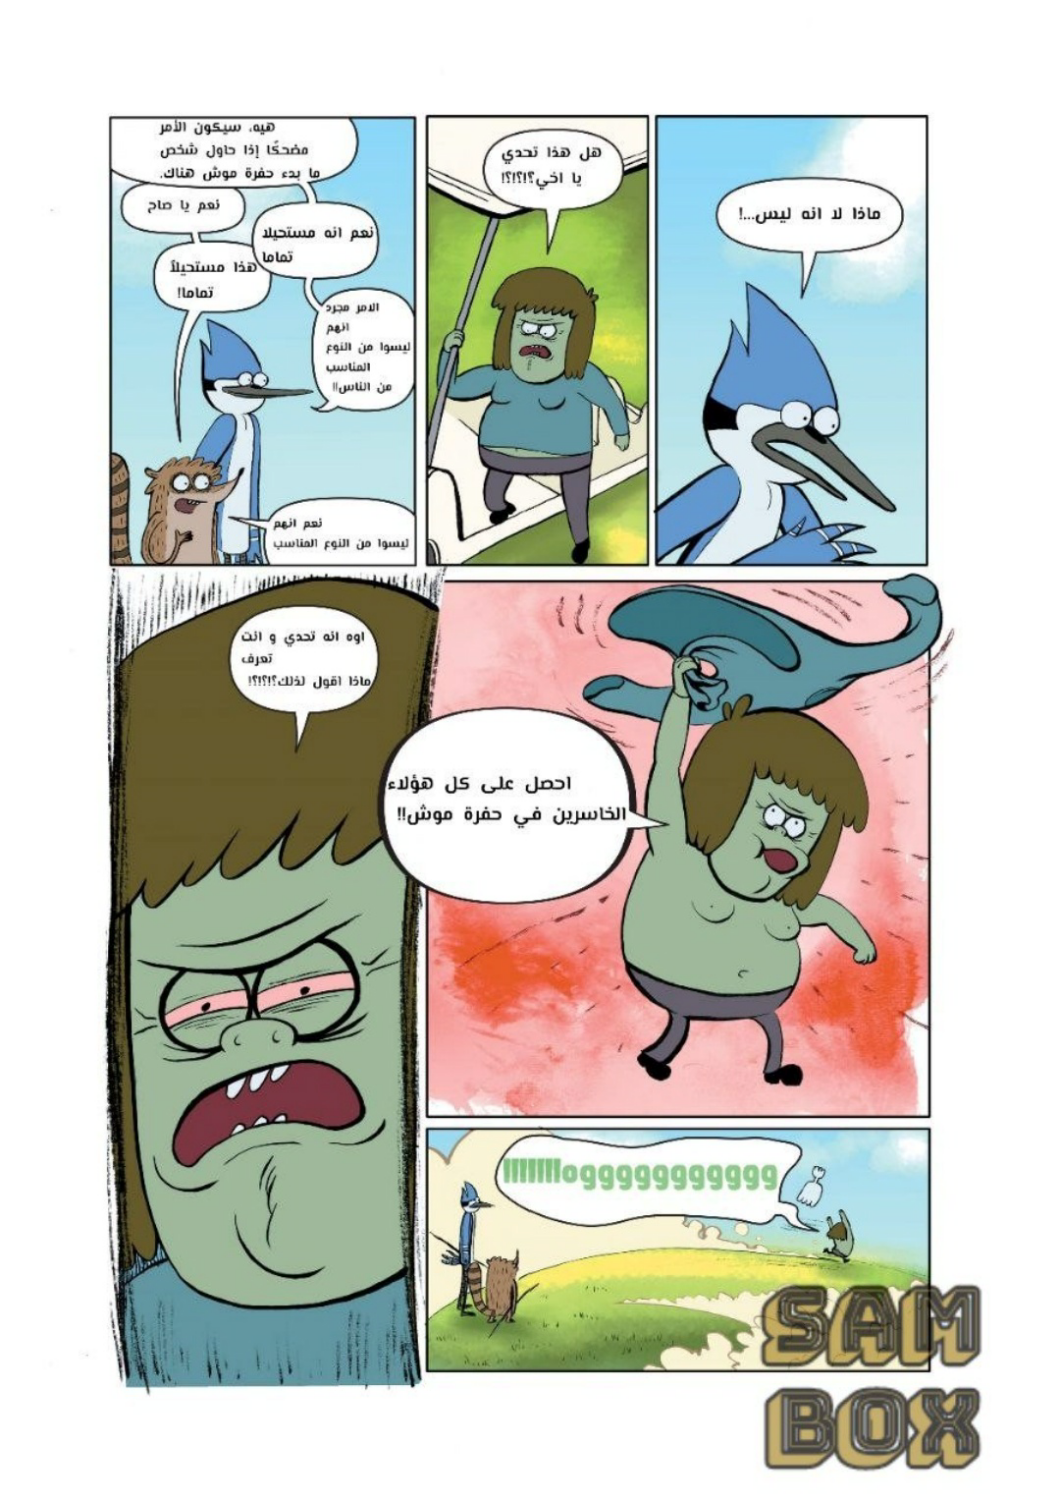 هيه، سيكون الأمر
مضحكًا إذا حاول شخص
ما بدء حفرة موش هناك.
نعم يا صاح
نعم انه مستحيلا
تماما
هذا مستحيلاً
تماما!
الامر مجرد
انهم
ليسوا من النوع
المناسب
من الناس!!
نعم انهم
ليسوا من النوع المناسب
هل هذا تحدي
يا اخي؟!؟!؟!
ماذا لا انه ليس...!
اوه انه تحدي و انت
تعرف
ماذا اقول لذلك؟!؟!؟!
احصل على كل هؤلاء
الخاسرين في حفرة موش!!
llllllloggggggggggg
SAM
BOX